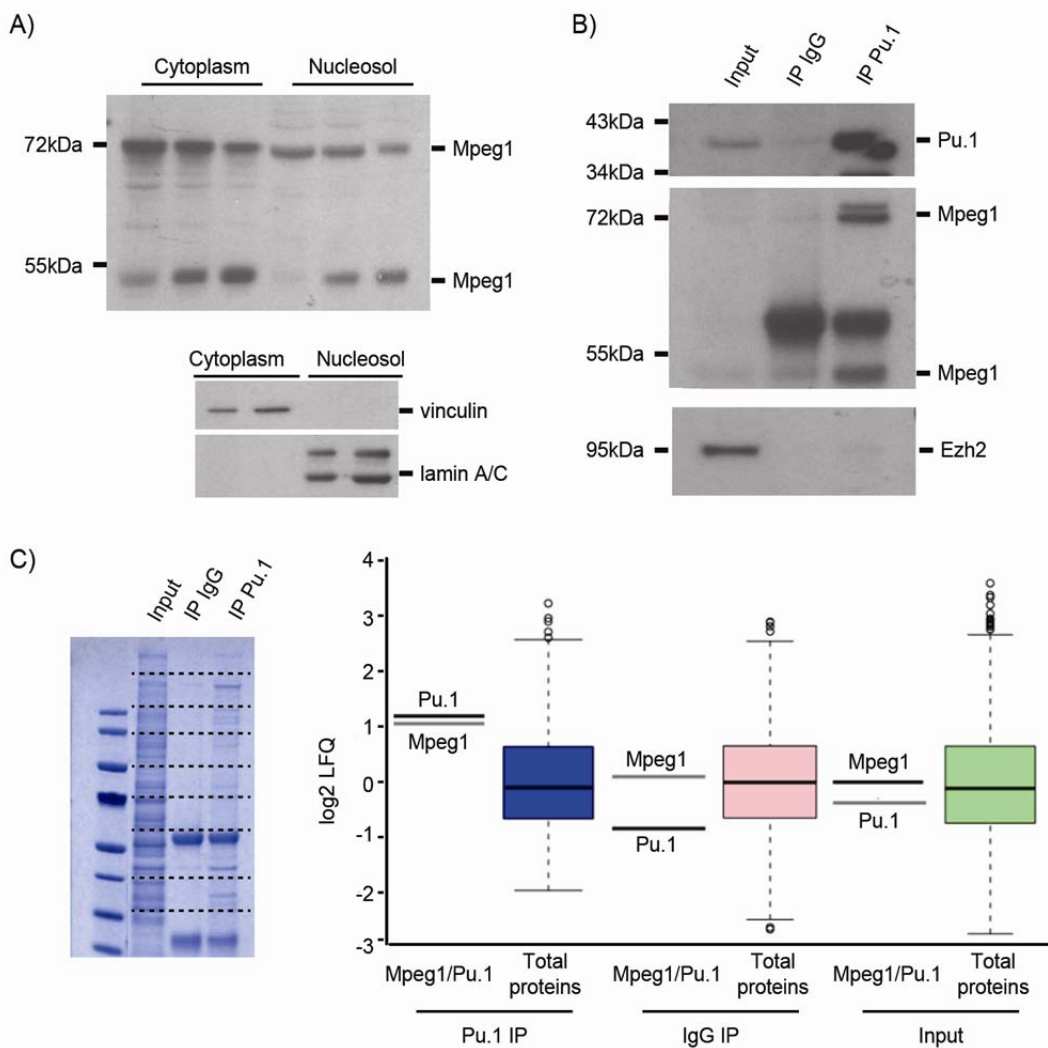 A)
Cytoplasm Nucleosol
72kDa
Mpeg1
55kDa
Mpeg1
Cytoplasm Nucleosol
vinculin
lamin A/C
B)
Input IP IgG IP Pu.1
43kDa
Pu.1
34kDa
72kDa
Mpeg1
55kDa
Mpeg1
95kDa
Ezh2
C)
Input IP IgG IP Pu.1
log2 LFQ
4
3
2
1
0
-1
-2
-3
Pu.1
Mpeg1
Mpeg1
Pu.1
Mpeg1
Pu.1
Mpeg1/Pu.1 Total proteins Mpeg1/Pu.1 Total proteins Mpeg1/Pu.1 Total proteins
Pu.1 IP IgG IP Input